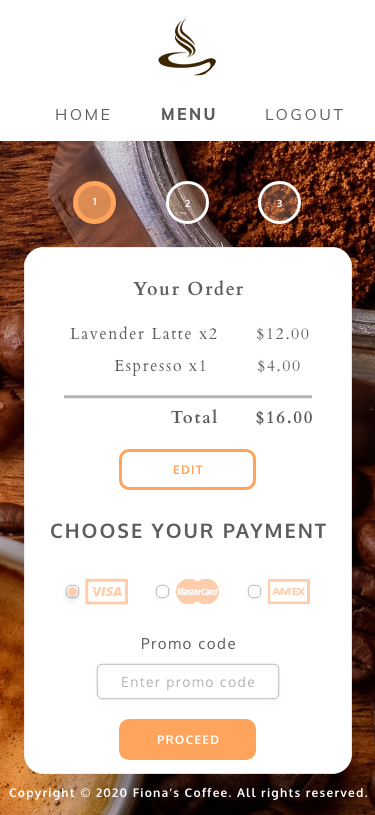 HOME MENU LOGOUT
1 2 3
Your Order
Lavender Latte x2 $12.00
Espresso x1 $4.00
Total $16.00
EDIT
CHOOSE YOUR PAYMENT
VISA MasterCard AMEX
Promo code
Enter promo code
PROCEED
Copyright © 2020 Fiona's Coffee. All rights reserved.